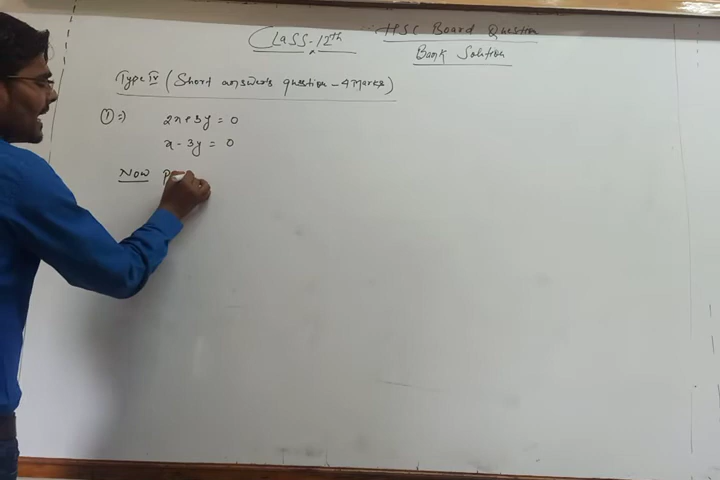 Class-12th HSC Board Question
Bank Solution
Type IV (Short answers question - 4 Marks)
① ⇒ 2x + 3y = 0
x - 3y = 0
Now